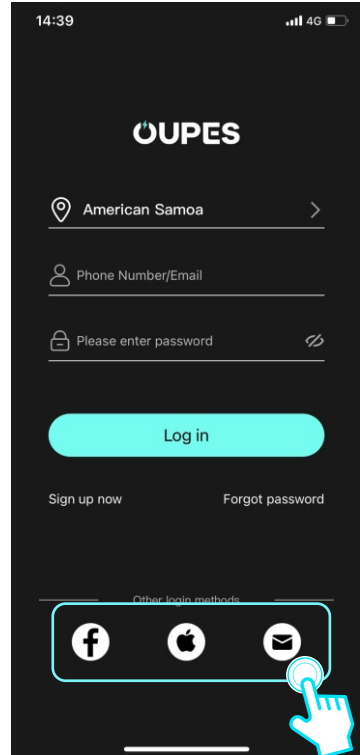 14:39
4G
OUPES
American Samoa
Phone Number/Email
Please enter password
Log in
Sign up now
Forgot password
Other login methods